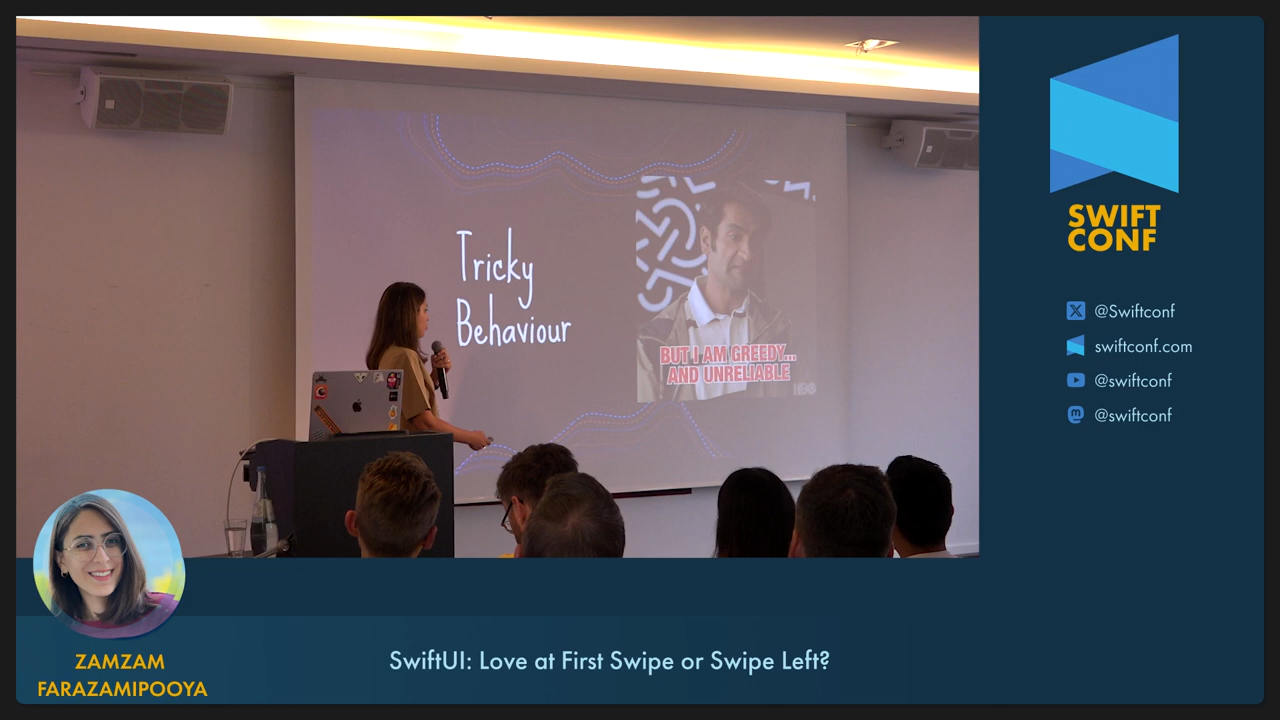 Tricky
Behaviour
BUT I AM GREEDY...
AND UNRELIABLE
HBO
SWIFT
CONF
@Swiftconf
swiftconf.com
@swiftconf
@swiftconf
ZAMZAM
FARAZAMIPOOYA
SwiftUI: Love at First Swipe or Swipe Left?